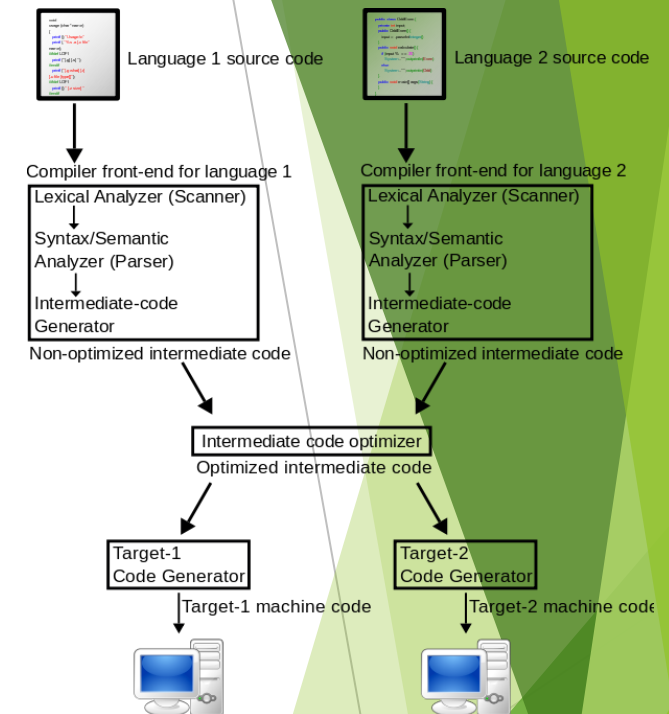 Language 1 source code
Language 2 source code
Compiler front-end for language 1
Lexical Analyzer (Scanner)
Syntax/Semantic
Analyzer (Parser)
Intermediate-code
Generator
Non-optimized intermediate code
Compiler front-end for language 2
Lexical Analyzer (Scanner)
Syntax/Semantic
Analyzer (Parser)
Intermediate-code
Generator
Non-optimized intermediate code
Intermediate code optimizer
Optimized intermediate code
Target-1
Code Generator
Target-1 machine code
Target-2
Code Generator
Target-2 machine code